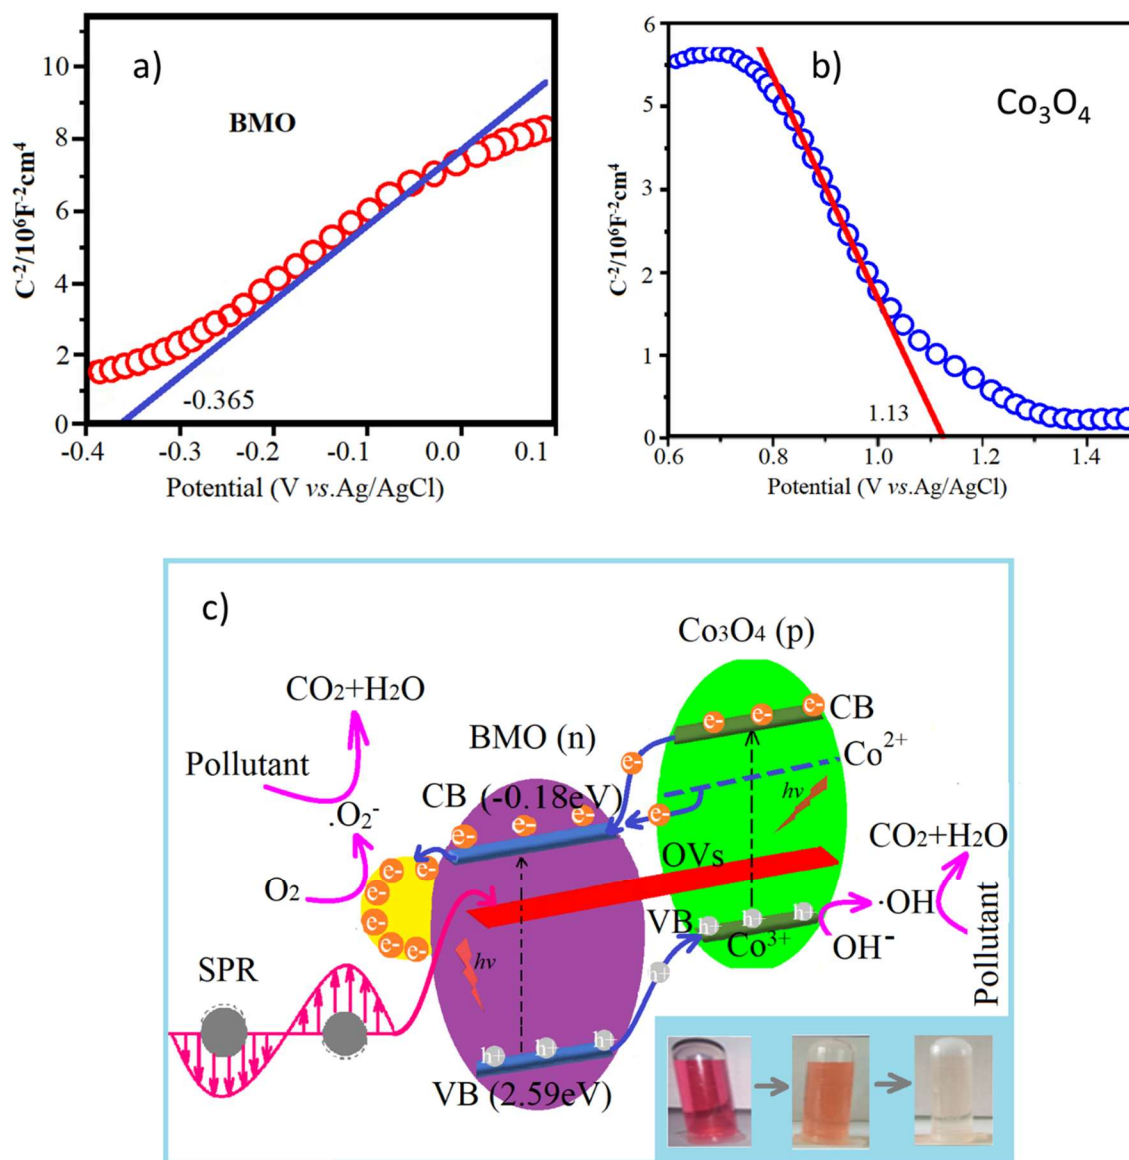 a)
BMO
-0.365
10
8
6
4
2
0
-0.4
-0.3
-0.2
-0.1
0.0
0.1
C⁻²/10⁶F⁻²cm⁴
Potential (V vs.Ag/AgCl)
b)
Co₃O₄
1.13
6
5
3
2
1
0
0.6
0.8
1.0
1.2
1.4
C⁻²/10⁶F⁻²cm⁴
Potential (V vs.Ag/AgCl)
c)
Co₃O₄ (p)
CO₂+H₂O
e- e- e- CB
BMO (n)
Pollutant
e-
Co²⁺
hv
CB (-0.18eV)
e- e- e- e-
.O₂⁻
CO₂+H₂O
OVs
O₂
e- e- e- e- e-
VB
h+ h+ h+
Co³⁺
·OH
OH⁻
Pollutant
SPR
hv
h+
h+ h+ h+
VB (2.59eV)